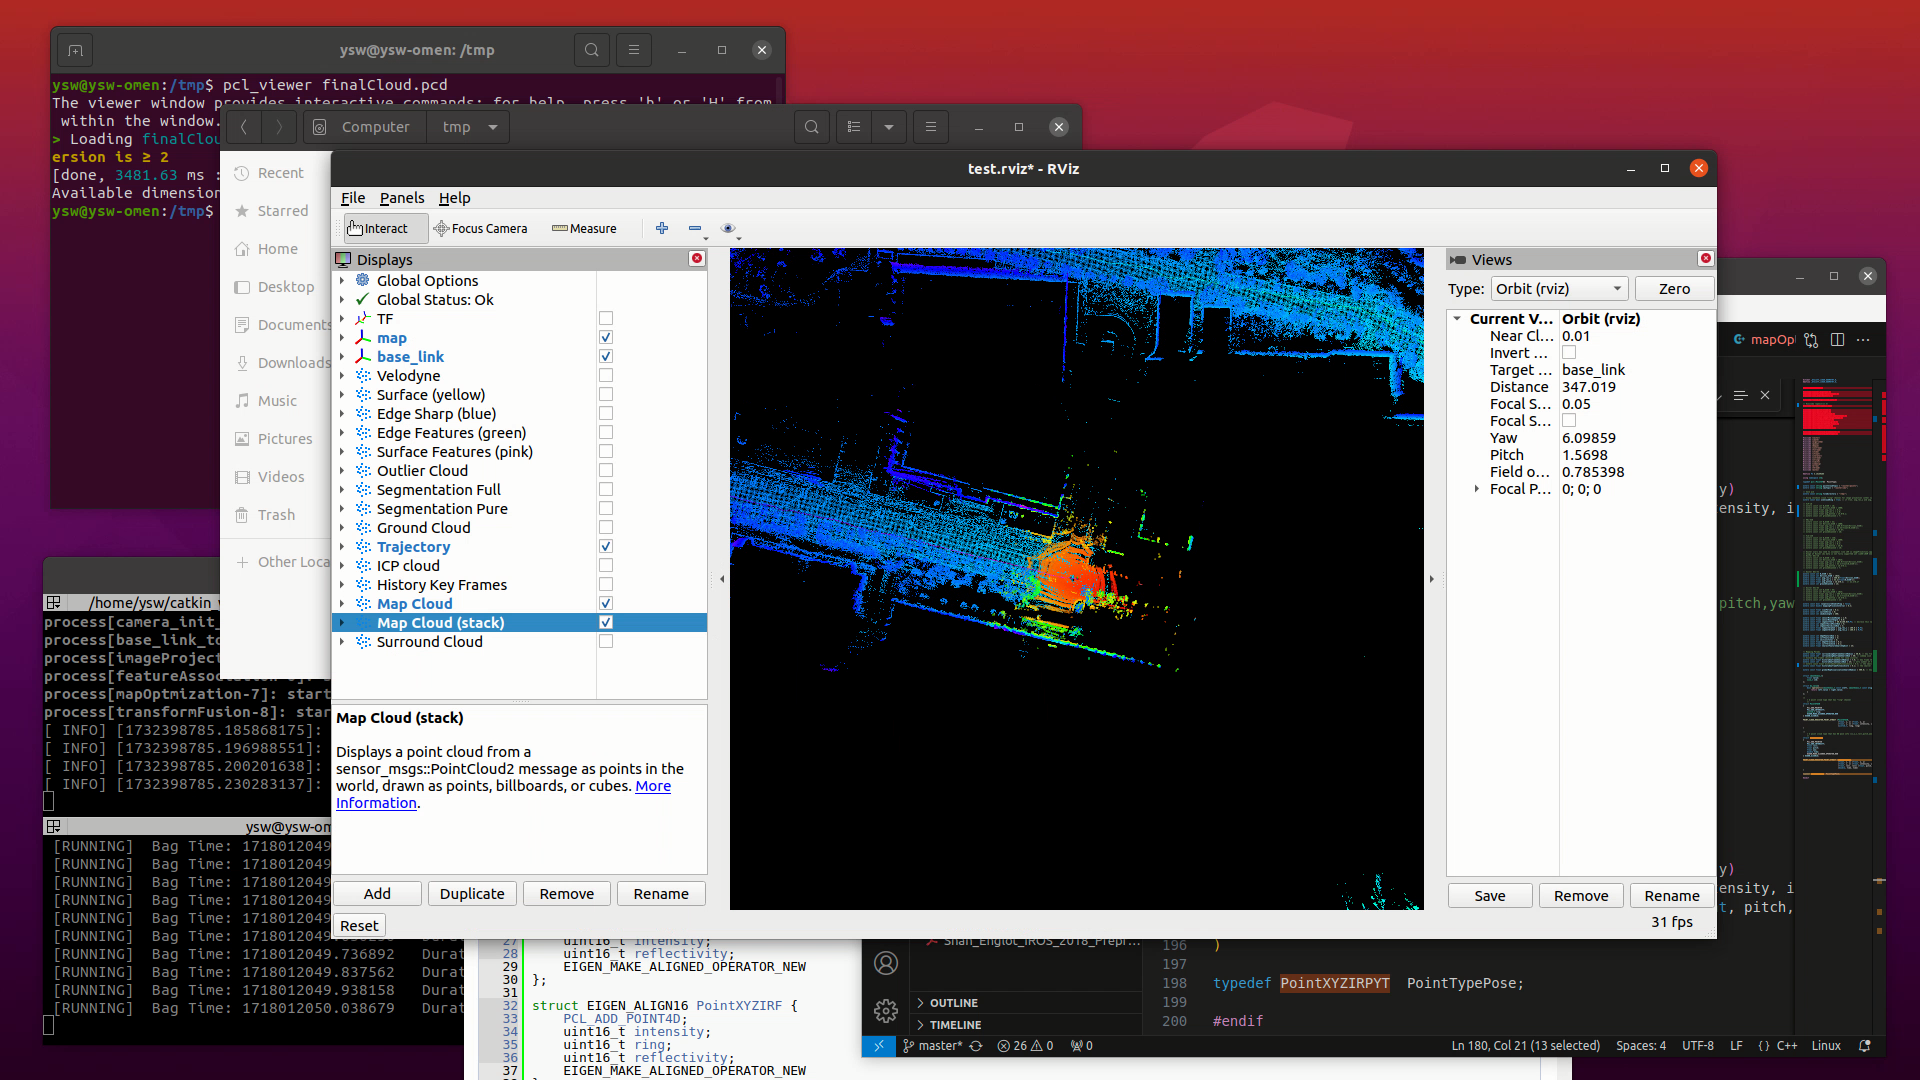 ysw@ysw-omen: /tmp
ysw@ysw-omen:/tmp$ pcl_viewer finalCloud.pcd
The viewer window provides interactive commands; for help, press 'h' or 'H' from
within the window.
> Loading finalClou
ersion is ≥ 2
[done, 3481.63 ms :
Available dimension
ysw@ysw-omen:/tmp$
Computer
tmp
Recent
Starred
Home
Desktop
Documents
Downloads
Music
Pictures
Videos
Trash
Other Loca
test.rviz* - RViz
File Panels Help
Interact
Focus Camera
Measure
Displays
Global Options
Global Status: Ok
TF
map
base_link
Velodyne
Surface (yellow)
Edge Sharp (blue)
Edge Features (green)
Surface Features (pink)
Outlier Cloud
Segmentation Full
Segmentation Pure
Ground Cloud
Trajectory
ICP cloud
History Key Frames
Map Cloud
Map Cloud (stack)
Surround Cloud
Map Cloud (stack)
Displays a point cloud from a
sensor_msgs::PointCloud2 message as points in the
world, drawn as points, billboards, or cubes. More
Information.
Add
Duplicate
Remove
Rename
Reset
Views
Type: Orbit (rviz)
Zero
Current V... Orbit (rviz)
Near Cl... 0.01
Invert ...
Target ... base_link
Distance 347.019
Focal S... 0.05
Focal S...
Yaw 6.09859
Pitch 1.5698
Field o... 0.785398
Focal P... 0; 0; 0
Save
Remove
Rename
31 fps
/home/ysw/catkin
process[camera_init_
process[base_link_to
process[imageProject
process[featureAssociation-6]:
process[mapOptmization-7]: start
process[transformFusion-8]: star
[ INFO] [1732398785.185868175]:
[ INFO] [1732398785.196988551]:
[ INFO] [1732398785.200201638]:
[ INFO] [1732398785.230283137]:
ysw@ysw-om
[RUNNING] Bag Time: 1718012049
[RUNNING] Bag Time: 1718012049
[RUNNING] Bag Time: 1718012049
[RUNNING] Bag Time: 1718012049
[RUNNING] Bag Time: 1718012049
[RUNNING] Bag Time: 1718012049
[RUNNING] Bag Time: 1718012049.736892 Durat
[RUNNING] Bag Time: 1718012049.837562 Durat
[RUNNING] Bag Time: 1718012049.938158 Durat
[RUNNING] Bag Time: 1718012050.038679 Durat
27 uint16_t intensity;
28 uint16_t reflectivity;
29 EIGEN_MAKE_ALIGNED_OPERATOR_NEW
30 };
31
32 struct EIGEN_ALIGN16 PointXYZIRF {
33 PCL_ADD_POINT4D;
34 uint16_t intensity;
35 uint16_t ring;
36 uint16_t reflectivity;
37 EIGEN_MAKE_ALIGNED_OPERATOR_NEW
mapOpt
y)
ensity, i
pitch,yaw
y)
ensity, i
t, pitch,
Shan_Englot_IROS_2018_Prepr...
OUTLINE
TIMELINE
196 )
197
198 typedef PointXYZIRPYT PointTypePose;
199
200 #endif
master*
26
0
0
Ln 180, Col 21 (13 selected)
Spaces: 4
UTF-8
LF
{ } C++
Linux